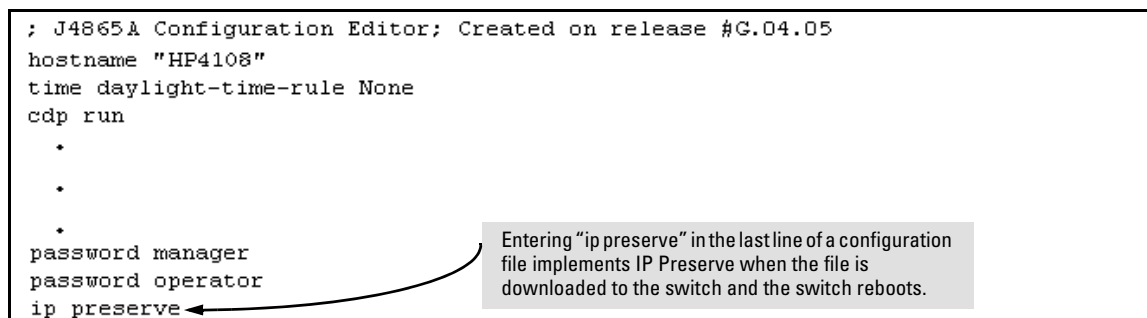 ; J4865A Configuration Editor; Created on release #G.04.05
hostname "HP4108"
time daylight-time-rule None
cdp run
.
.
.
password manager
password operator
ip preserve
Entering "ip preserve" in the last line of a configuration
file implements IP Preserve when the file is
downloaded to the switch and the switch reboots.